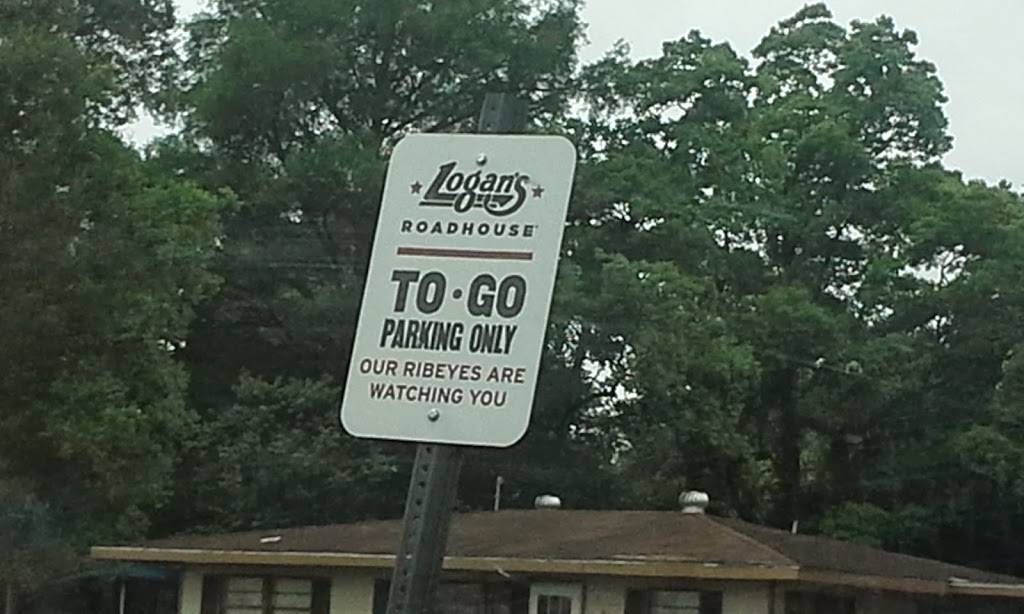 Logan's
ROADHOUSE
TO·GO
PARKING ONLY
OUR RIBEYES ARE
WATCHING YOU